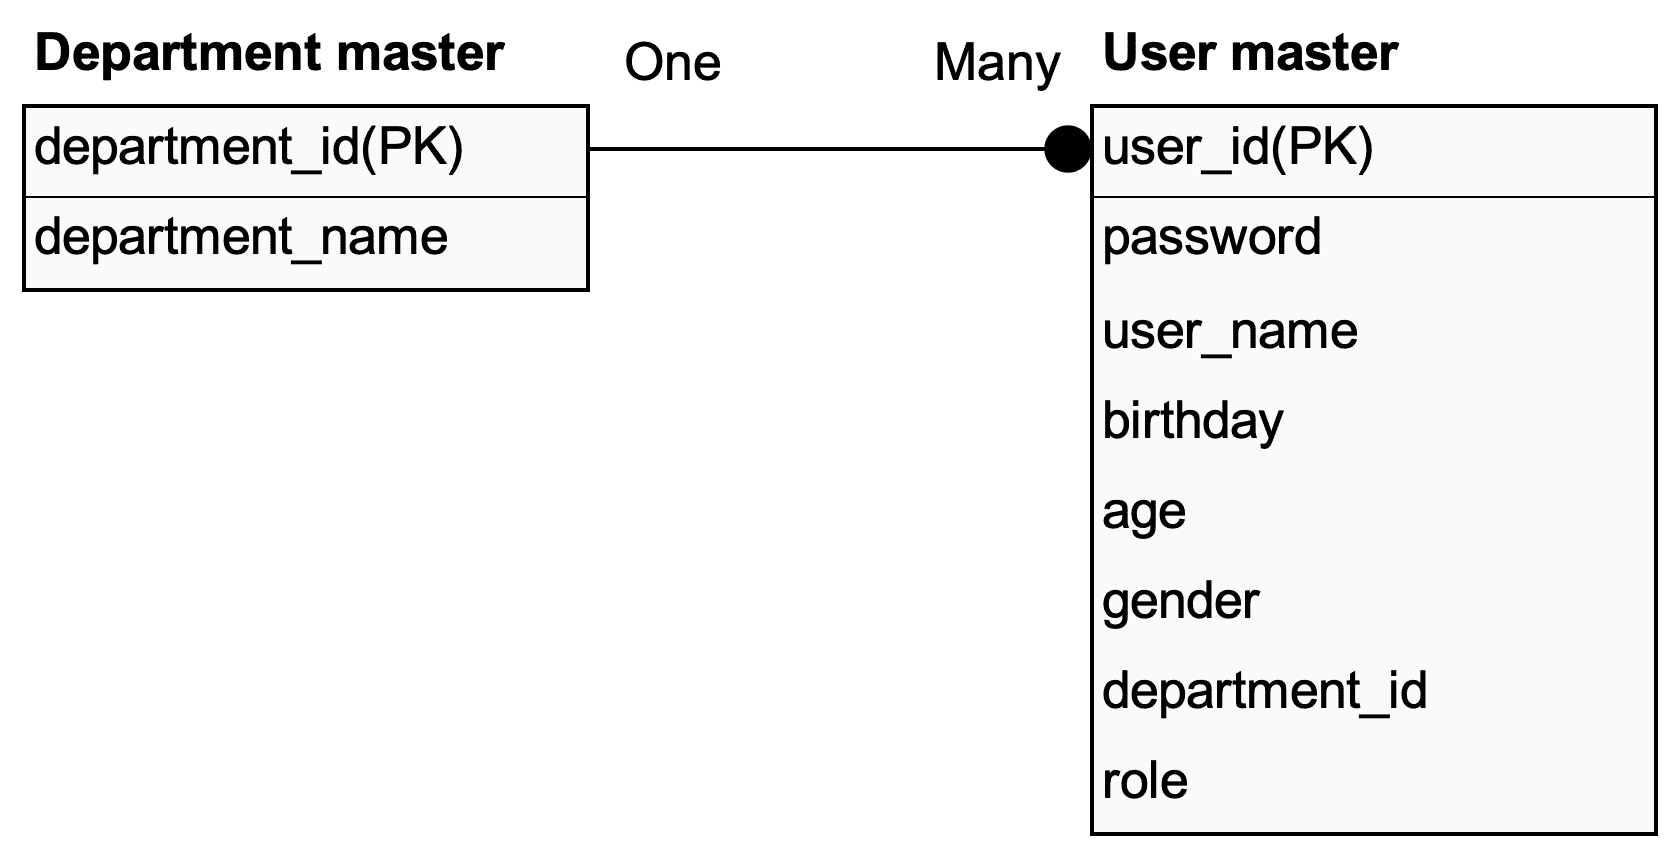 Department master
One
Many
User master
department_id(PK)
department_name
user_id(PK)
password
user_name
birthday
age
gender
department_id
role